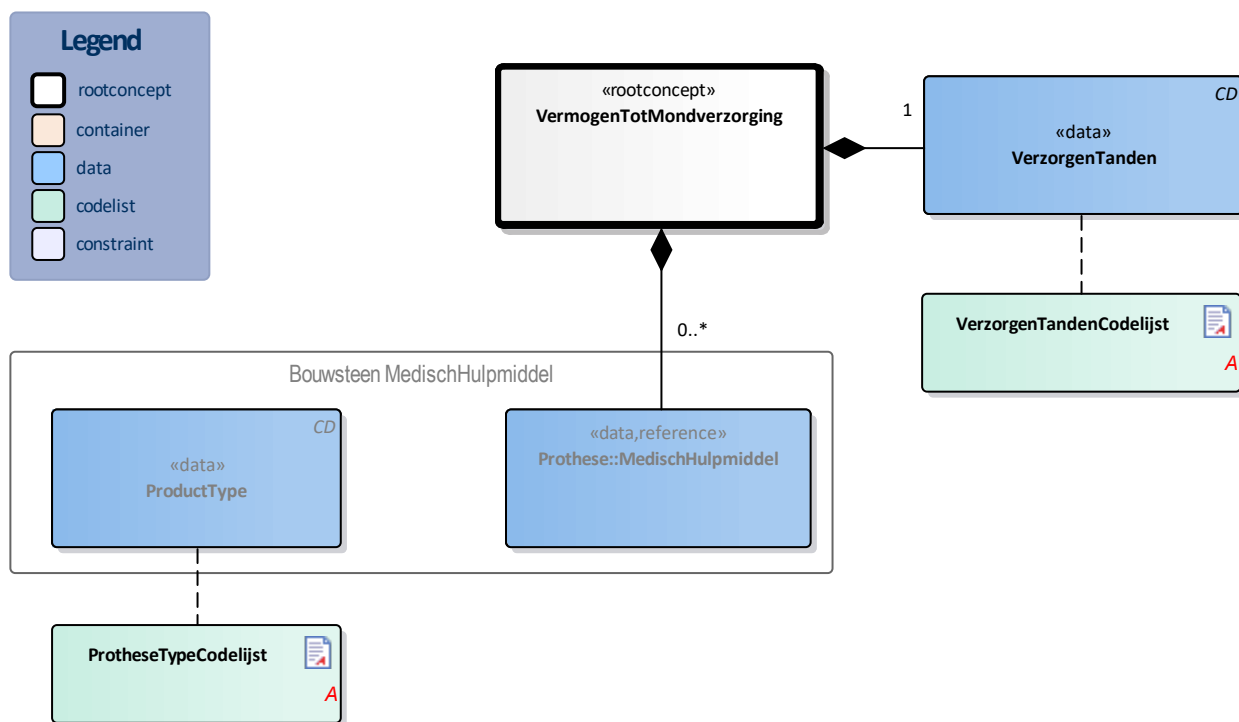 Legend
rootconcept
container
data
codelist
constraint
«rootconcept»
VermogenTotMondverzorging
1
CD
«data»
VerzorgenTanden
VerzorgenTandenCodelijst
A
0..*
Bouwsteen MedischHulpmiddel
CD
«data»
ProductType
«data,reference»
Prothese::MedischHulpmiddel
ProtheseTypeCodelijst
A